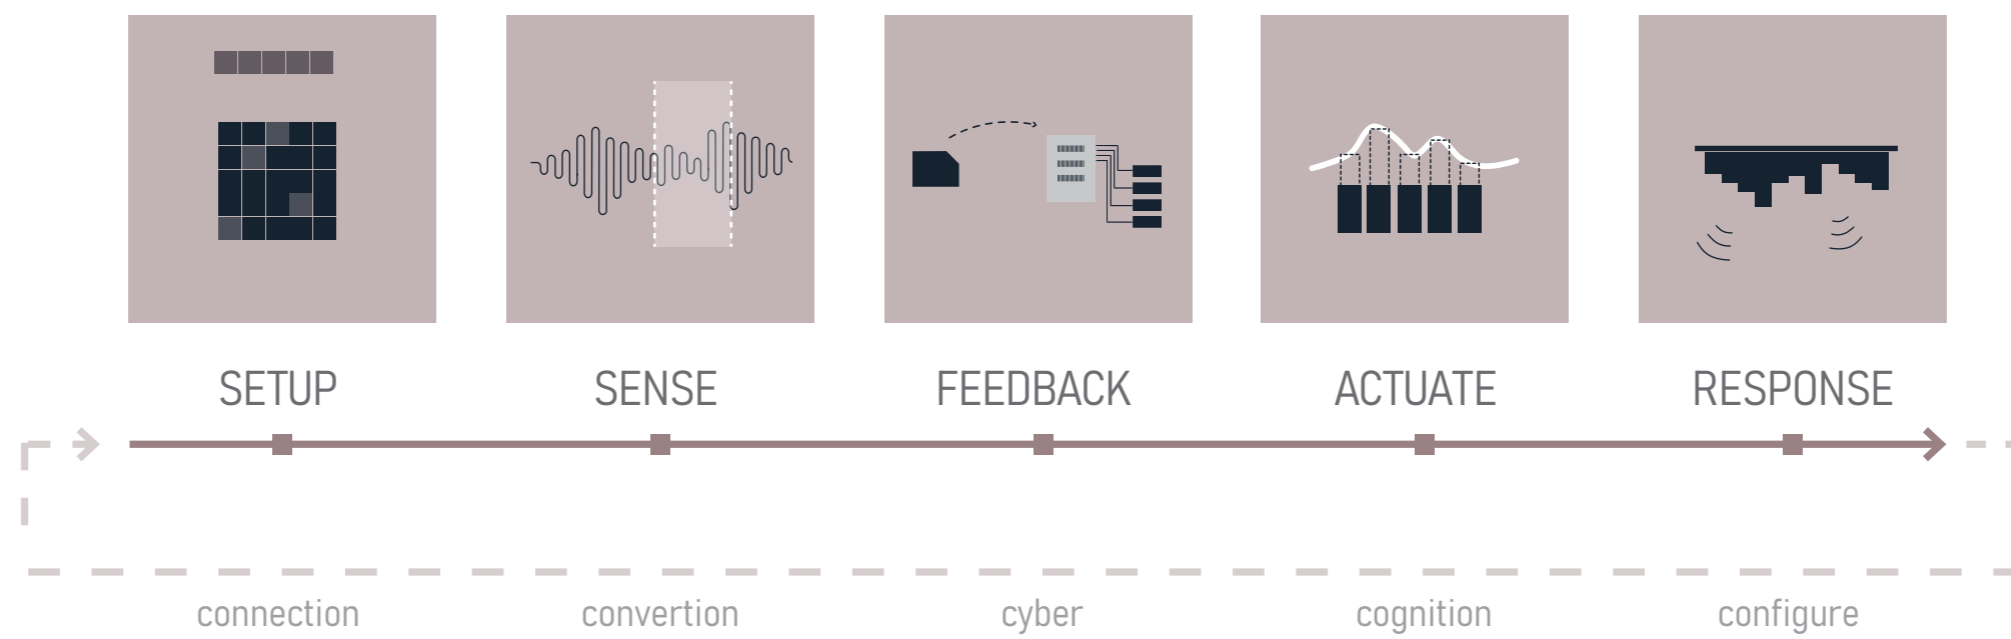 SETUP SENSE FEEDBACK ACTUATE RESPONSE
connection convertion cyber cognition configure